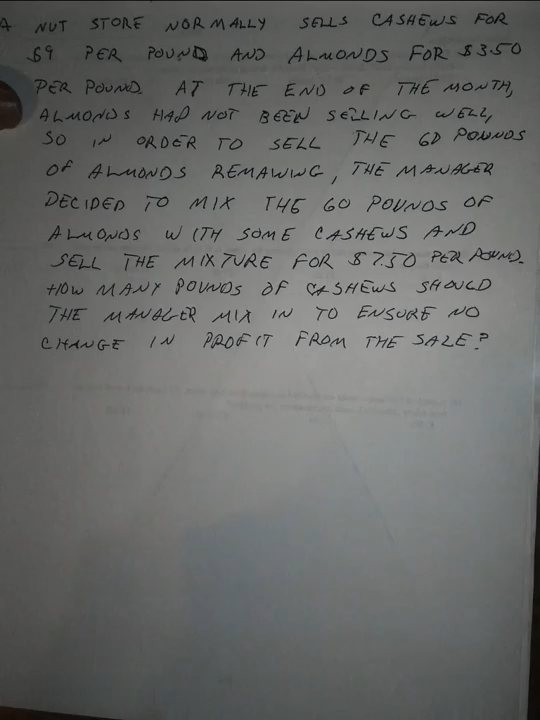 A NUT STORE NORMALLY SELLS CASHEWS FOR
$9 PER POUND AND ALMONDS FOR $3.50
PER POUND. AT THE END OF THE MONTH,
ALMONDS HAD NOT BEEN SELLING WELL,
SO IN ORDER TO SELL THE 60 POUNDS
OF ALMONDS REMAINING, THE MANAGER
DECIDED TO MIX THE 60 POUNDS OF
ALMONDS WITH SOME CASHEWS AND
SELL THE MIXTURE FOR $7.50 PER POUND.
HOW MANY POUNDS OF CASHEWS SHOULD
THE MANAGER MIX IN TO ENSURE NO
CHANGE IN PROFIT FROM THE SALE?